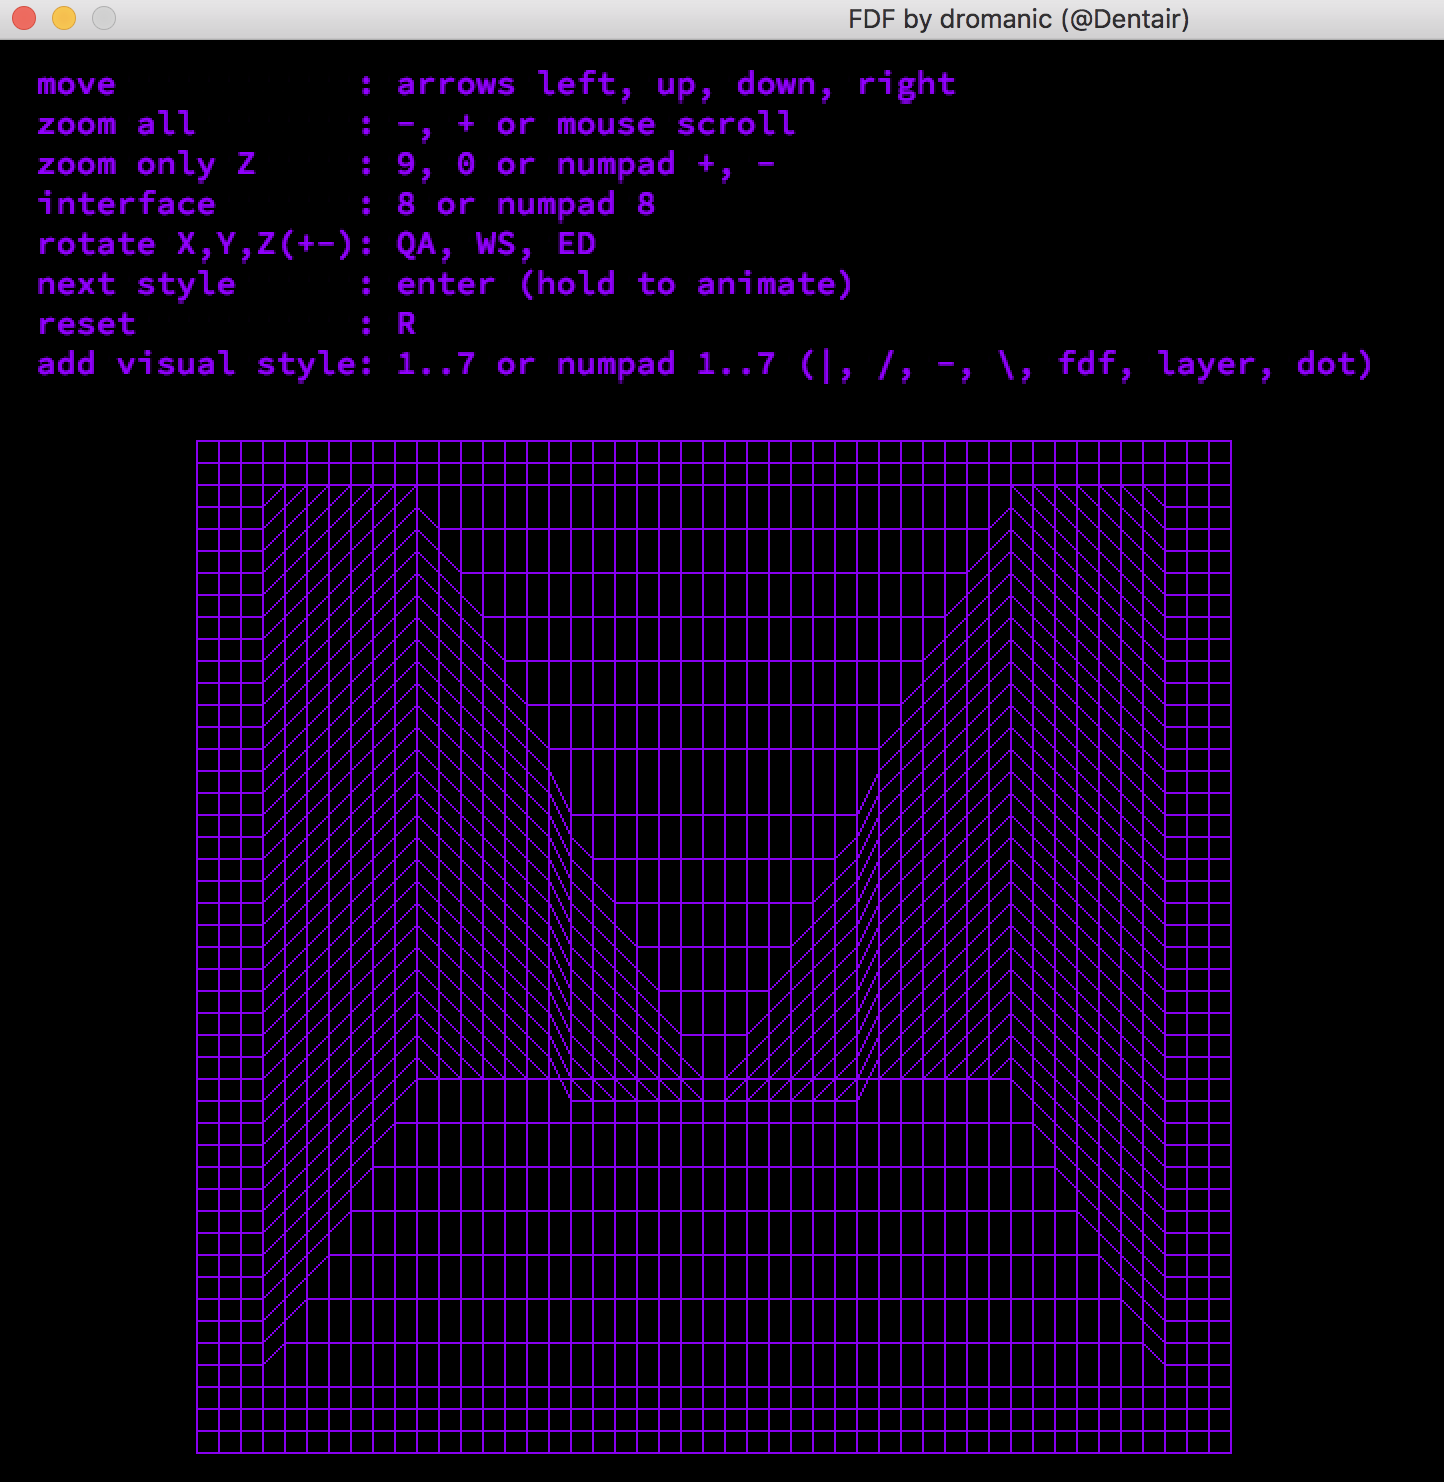 FDF by dromanic (@Dentair)
move : arrows left, up, down, right
zoom all : -, + or mouse scroll
zoom only Z : 9, 0 or numpad +, -
interface : 8 or numpad 8
rotate X,Y,Z(+-): QA, WS, ED
next style : enter (hold to animate)
reset : R
add visual style: 1..7 or numpad 1..7 (|, /, -, \, fdf, layer, dot)